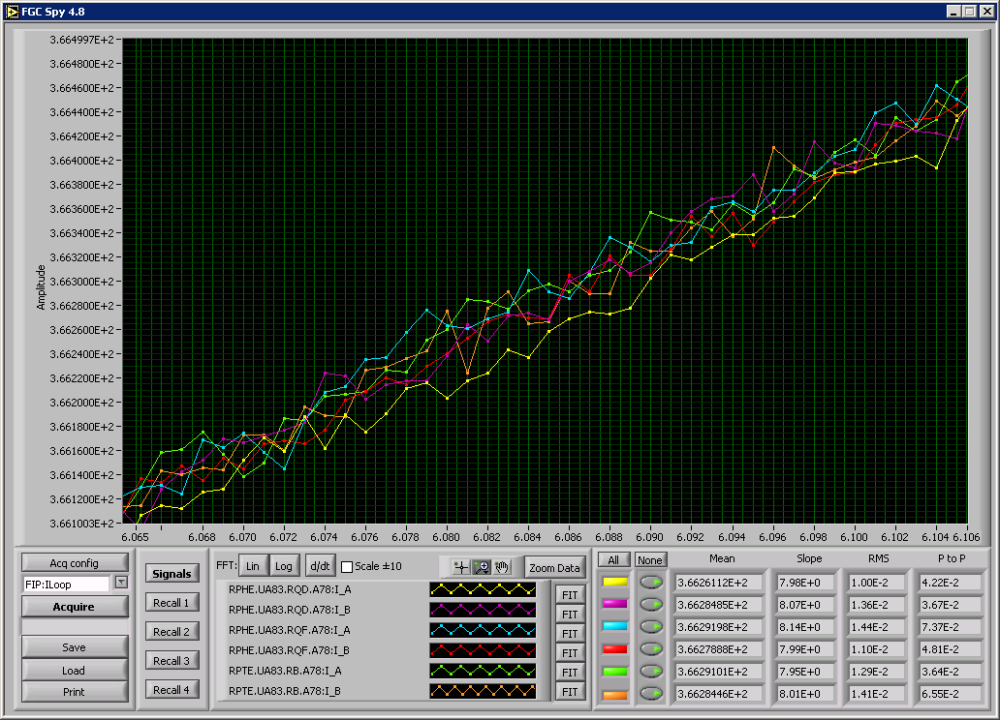 FGC Spy 4.8
3.664997E+2
3.664800E+2
3.664600E+2
3.664400E+2
3.664200E+2
3.664000E+2
3.663800E+2
3.663600E+2
3.663400E+2
3.663200E+2
3.663000E+2
3.662800E+2
3.662600E+2
3.662400E+2
3.662200E+2
3.662000E+2
3.661800E+2
3.661600E+2
3.661400E+2
3.661200E+2
3.661003E+2
Amplitude
6.065 6.068 6.070 6.072 6.074 6.076 6.078 6.080 6.082 6.084 6.086 6.088 6.090 6.092 6.094 6.096 6.098 6.100 6.102 6.104 6.106
Acq config
FIP:ILoop
Acquire
Save
Load
Print
Signals
Recall 1
Recall 2
Recall 3
Recall 4
FFT: Lin Log d/dt Scale ÷10 Zoom Data
RPHE.UA83.RQD.A78:I_A FIT
RPHE.UA83.RQD.A78:I_B FIT
RPHE.UA83.RQF.A78:I_A FIT
RPHE.UA83.RQF.A78:I_B FIT
RPTE.UA83.RB.A78:I_A FIT
RPTE.UA83.RB.A78:I_B FIT
All None Mean Slope RMS P to P
3.6626112E+2 7.98E+0 1.00E-2 4.22E-2
3.6628485E+2 8.07E+0 1.36E-2 3.67E-2
3.6629198E+2 8.14E+0 1.44E-2 7.37E-2
3.6627888E+2 7.99E+0 1.10E-2 4.81E-2
3.6629101E+2 7.95E+0 1.29E-2 3.64E-2
3.6628446E+2 8.01E+0 1.41E-2 6.55E-2